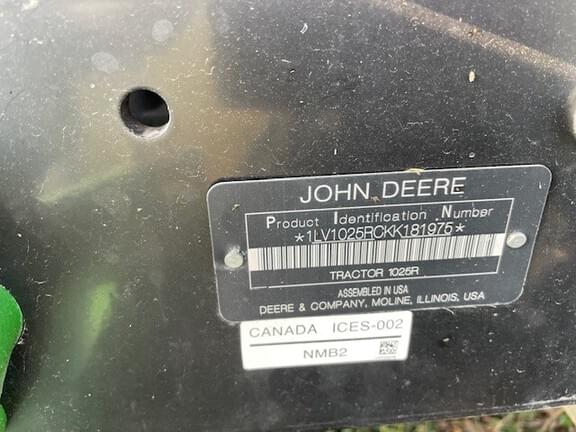 JOHN DEERE
Product Identification Number
*1LV1025RCKK181975*
TRACTOR 1025R
ASSEMBLED IN USA
DEERE & COMPANY, MOLINE, ILLINOIS, USA
CANADA ICES-002
NMB2